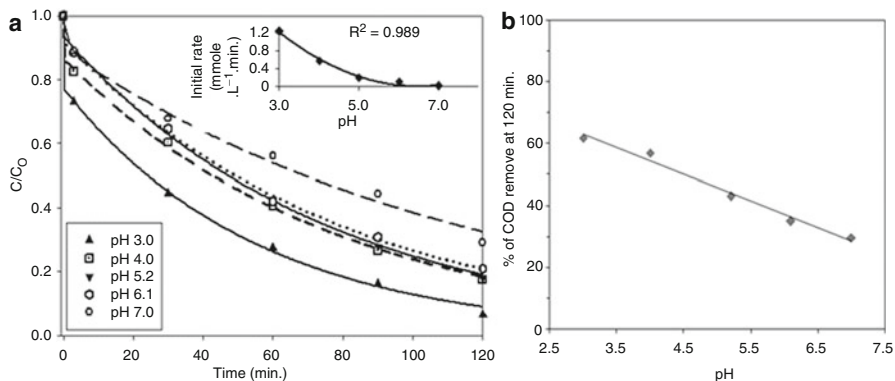 a
C/C_O
1.0
0.8
0.6
0.4
0.2
0.0
0
20
40
60
80
100
120
Time (min.)
pH 3.0
pH 4.0
pH 5.2
pH 6.1
pH 7.0
Initial rate
(mmole
.L⁻¹.min.)
1.2
0.8
0.4
0
3.0
5.0
7.0
pH
R² = 0.989
b
% of COD remove at 120 min.
100
80
60
40
20
0
2.5
3.5
4.5
5.5
6.5
7.5
pH